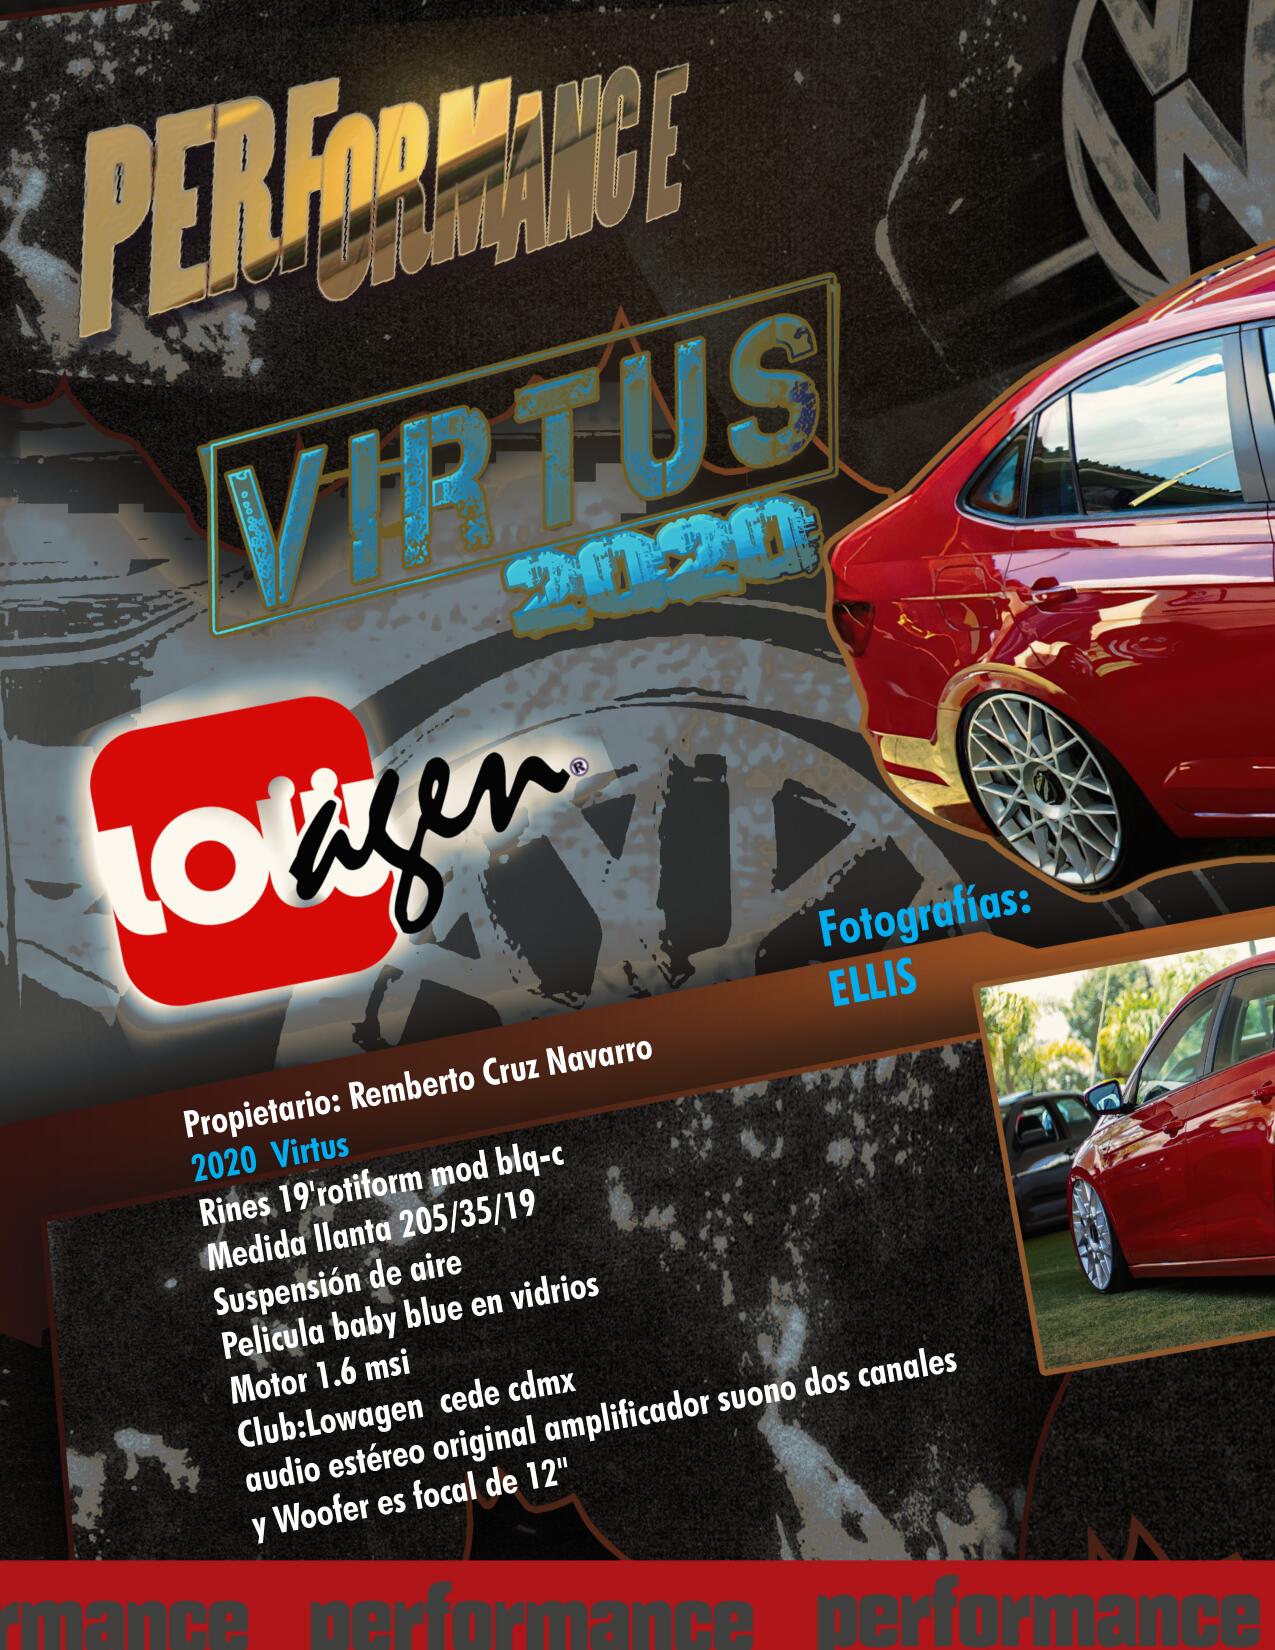 PERFORMANCE
VIRTUS
2020
lowagen®
Fotografías:
ELLIS
Propietario: Remberto Cruz Navarro
2020 Virtus
Rines 19'rotiform mod blq-c
Medida llanta 205/35/19
Suspensión de aire
Pelicula baby blue en vidrios
Motor 1.6 msi
Club:Lowagen cede cdmx
audio estéreo original amplificador suono dos canales
y Woofer es focal de 12"
rmance performance performance